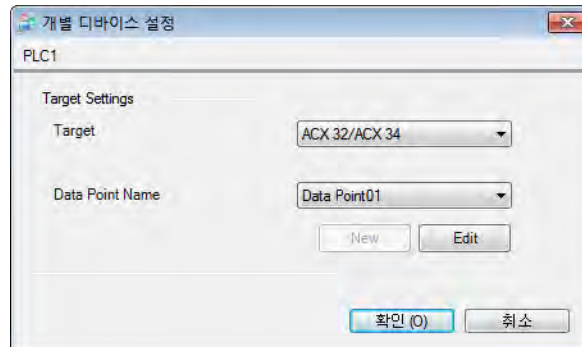 개별 디바이스 설정
PLC1
Target Settings
Target ACX 32/ACX 34
Data Point Name Data Point01
New Edit
확인 (O) 취소